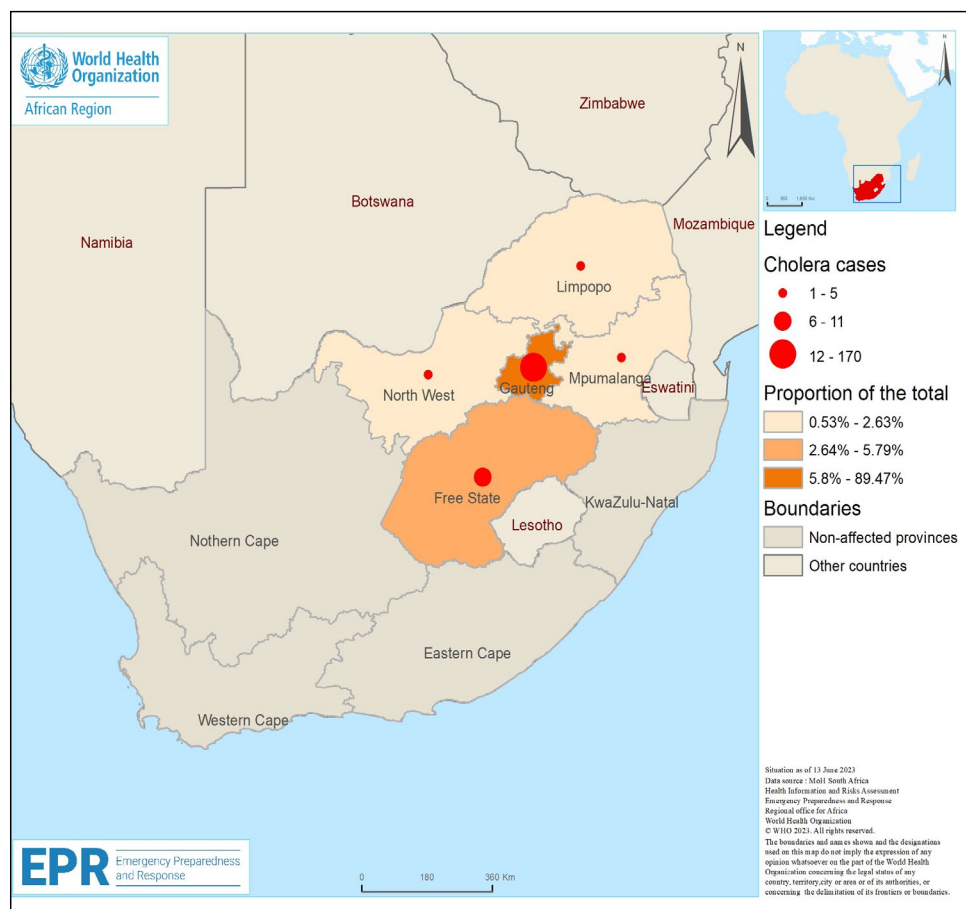 World Health
Organization
African Region
Zimbabwe
Botswana
Namibia
Mozambique
Limpopo
North West
Gauteng
Mpumalanga
Eswatini
Free State
KwaZulu-Natal
Lesotho
Nothern Cape
Eastern Cape
Western Cape
N
0 180 360 Km
EPR
Emergency Preparedness
and Response
N
Legend
Cholera cases
1 - 5
6 - 11
12 - 170
Proportion of the total
0.53% - 2.63%
2.64% - 5.79%
5.8% - 89.47%
Boundaries
Non-affected provinces
Other countries
Situation as of 13 June 2023
Data source : MoH South Africa
Health Information and Risks Assessment
Emergency Preparedness and Response
Regional office for Africa
World Health Organization
© WHO 2023. All rights reserved.
The boundaries and names shown and the designations
used on this map do not imply the expression of any
opinion whatsoever on the part of the World Health
Organization concerning the legal status of any
country, territory,city or area or of its authorities, or
concerning the delimitation of its frontiers or boundaries.